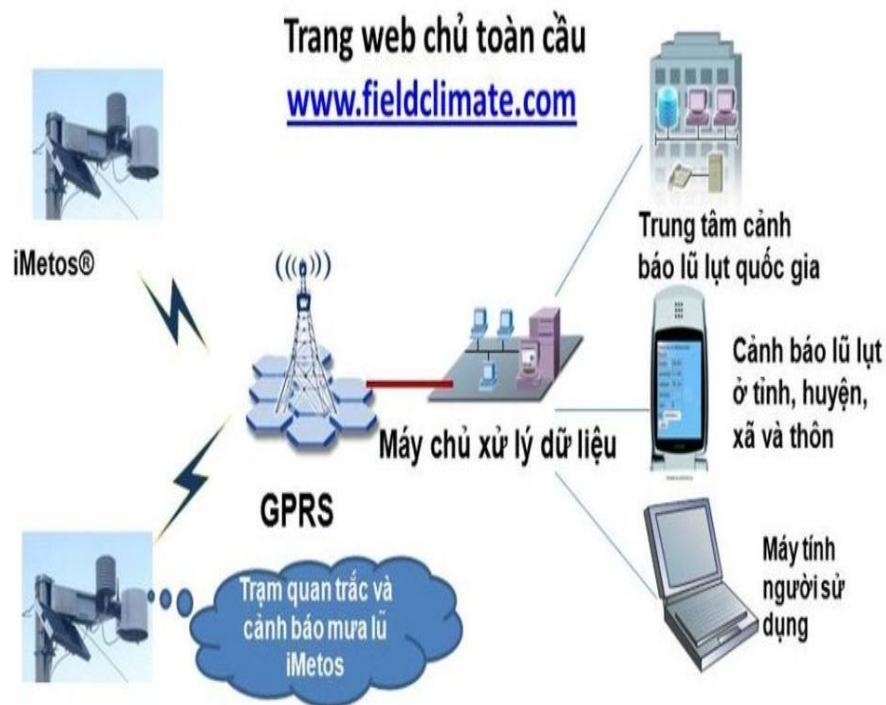 Trang web chủ toàn cầu
www.fieldclimate.com
iMetos®
Trung tâm cảnh
báo lũ lụt quốc gia
Cảnh báo lũ lụt
ở tỉnh, huyện,
xã và thôn
Máy chủ xử lý dữ liệu
GPRS
Trạm quan trắc và
cảnh báo mưa lũ
iMetos
Máy tính
người sử
dụng